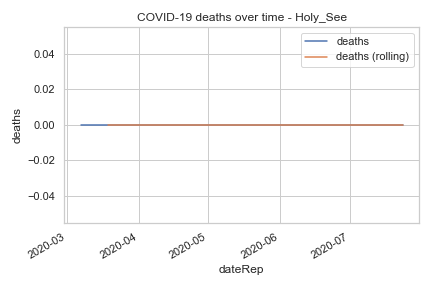 COVID-19 deaths over time - Holy_See
deaths
deaths (rolling)
0.04
0.02
0.00
−0.02
−0.04
deaths
2020-03
2020-04
2020-05
2020-06
2020-07
dateRep